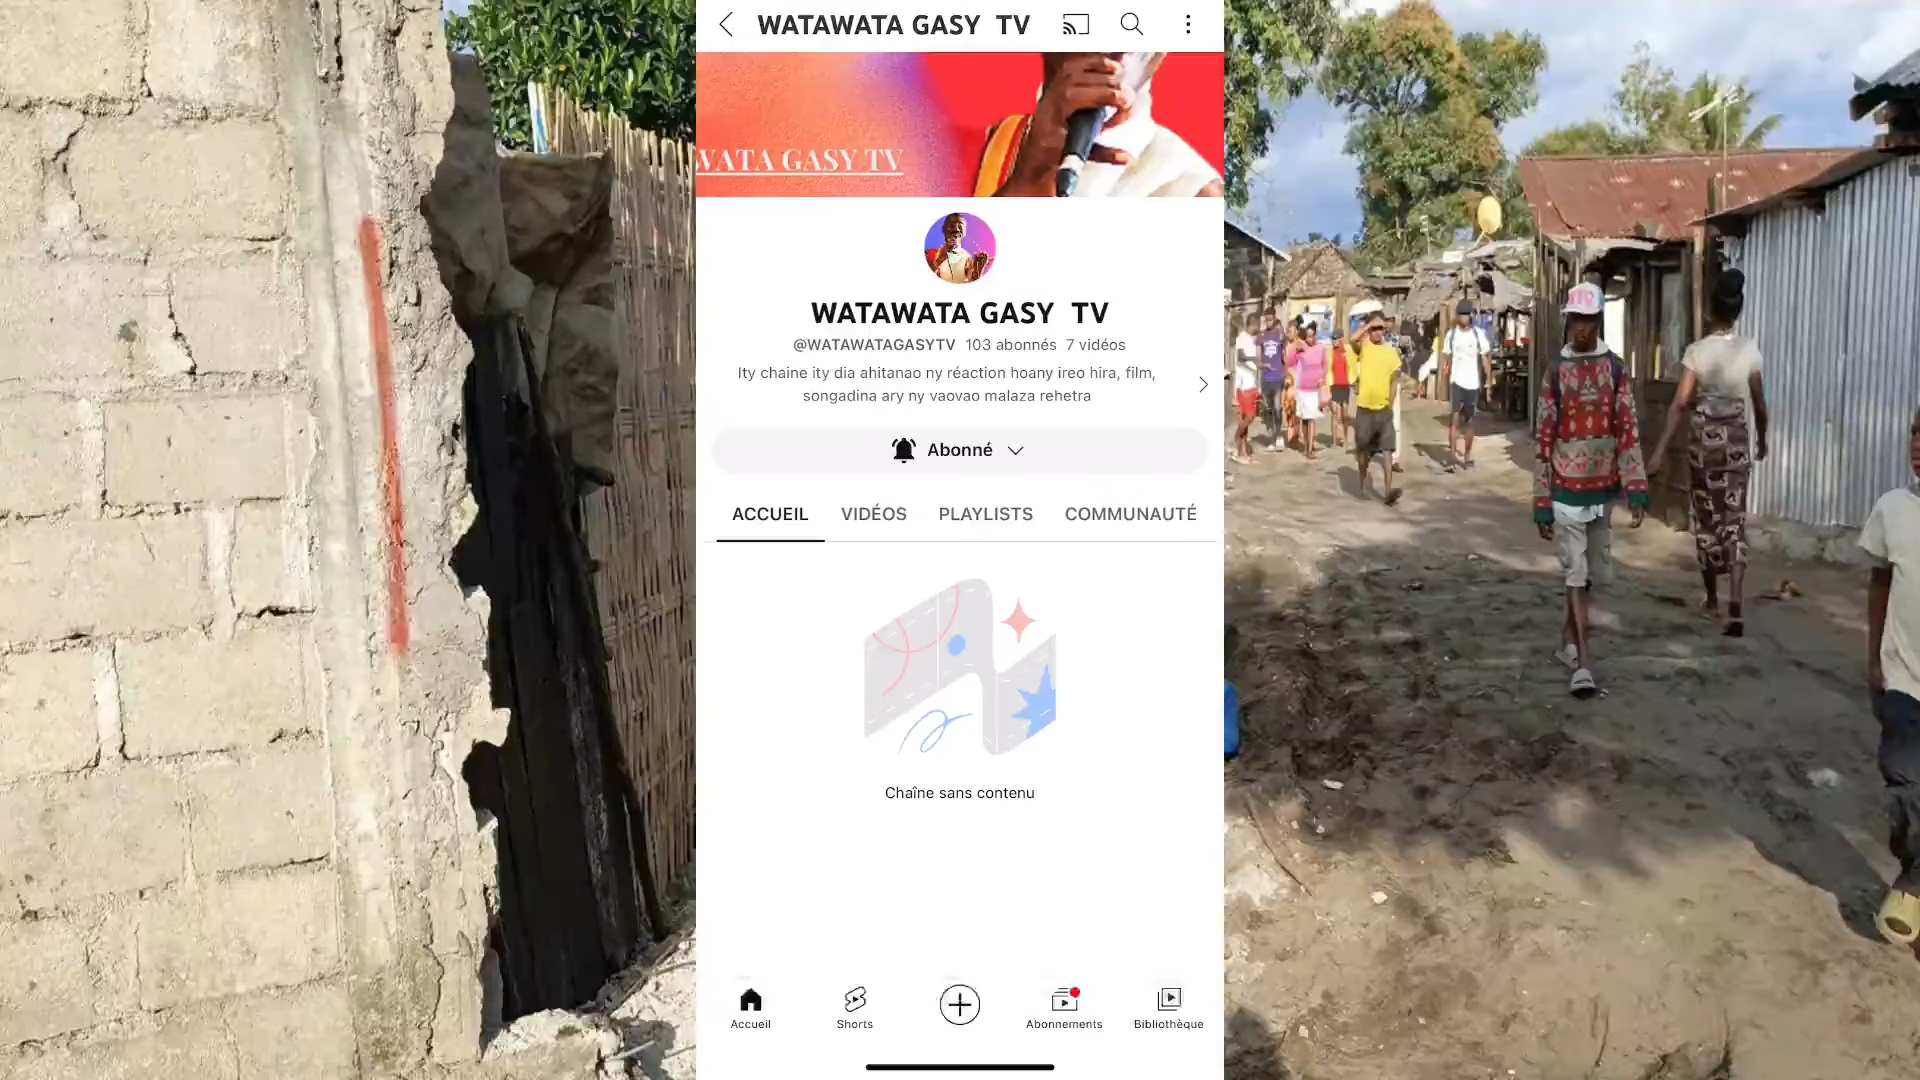 WATAWATA GASY TV
WATA GASY TV
WATAWATA GASY TV
@WATAWATAGASYTV 103 abonnés 7 vidéos
Ity chaine ity dia ahitanao ny réaction hoany ireo hira, film,
songadina ary ny vaovao malaza rehetra
Abonné
ACCUEIL VIDÉOS PLAYLISTS COMMUNAUTÉ
Chaîne sans contenu
Accueil Shorts Abonnements Bibliothèque